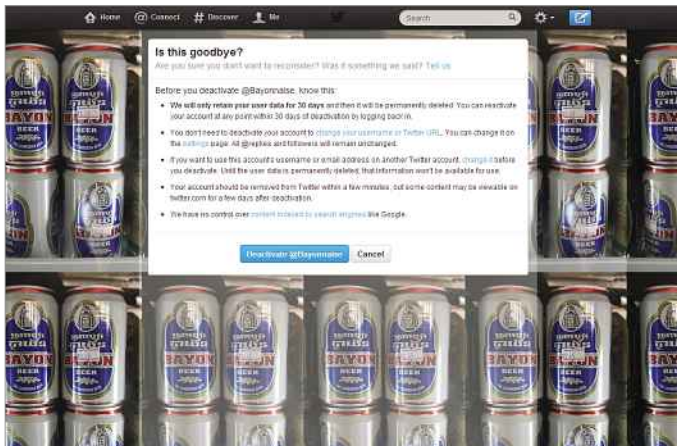 Home Connect Discover Me Search
Is this goodbye?
Are you sure you don't want to reconsider? Was it something we said? Tell us.
Before you deactivate @Bayonnaise, know this:
• We will only retain your user data for 30 days and then it will be permanently deleted. You can reactivate
your account at any point within 30 days of deactivation by logging back in.
• You don't need to deactivate your account to change your username or Twitter URL. You can change it on
the settings page. All @replies and followers will remain unchanged.
• If you want to use this account's username or email address on another Twitter account, change it before
you deactivate. Until the user data is permanently deleted, that information won't be available for use.
• Your account should be removed from Twitter within a few minutes, but some content may be viewable on
twitter.com for a few days after deactivation.
• We have no control over content indexed by search engines like Google.
Deactivate @Bayonnaise Cancel
BAYON
BEER
BAYON
BEER
BAYON
BEER
BAYON
BEER